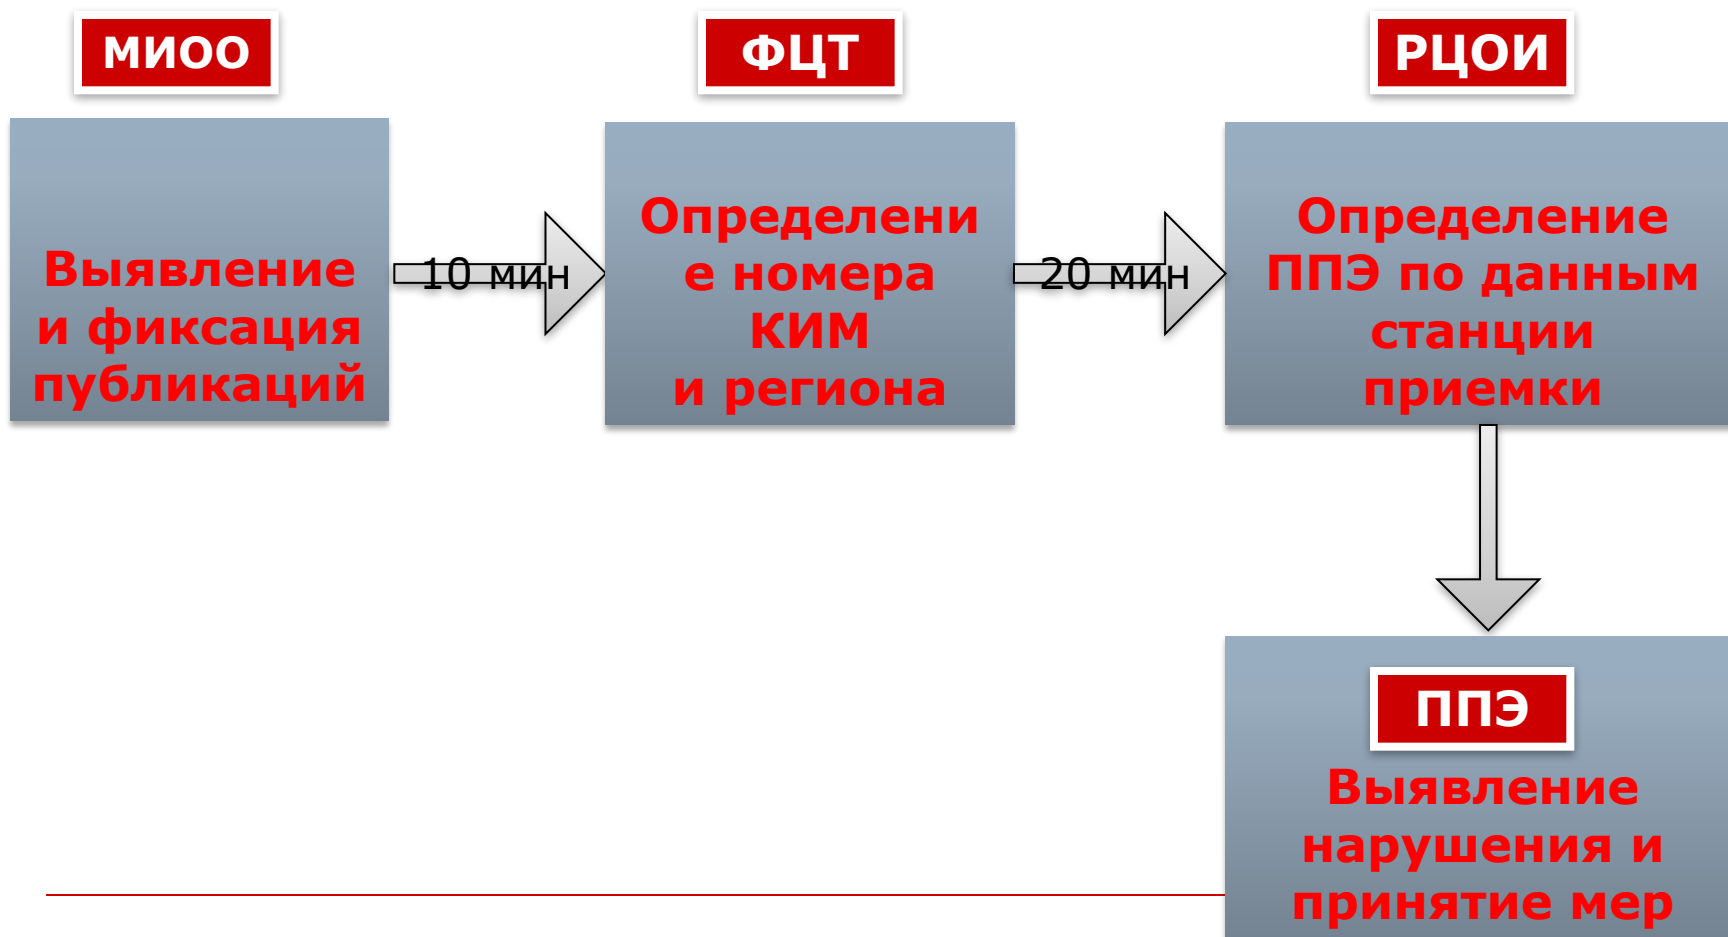 МИОО
ФЦТ
РЦОИ
Выявление
и фиксация
публикаций
10 мин
Определени
е номера
КИМ
и региона
20 мин
Определение
ППЭ по данным
станции
приемки
ППЭ
Выявление
нарушения и
принятие мер